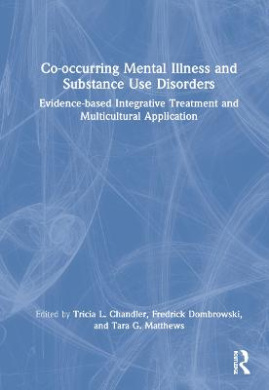 Co-occurring Mental Illness and
Substance Use Disorders
Evidence-based Integrative Treatment and
Multicultural Application
Edited by Tricia L. Chandler, Fredrick Dombrowski,
and Tara G. Matthews
ROUTLEDGE